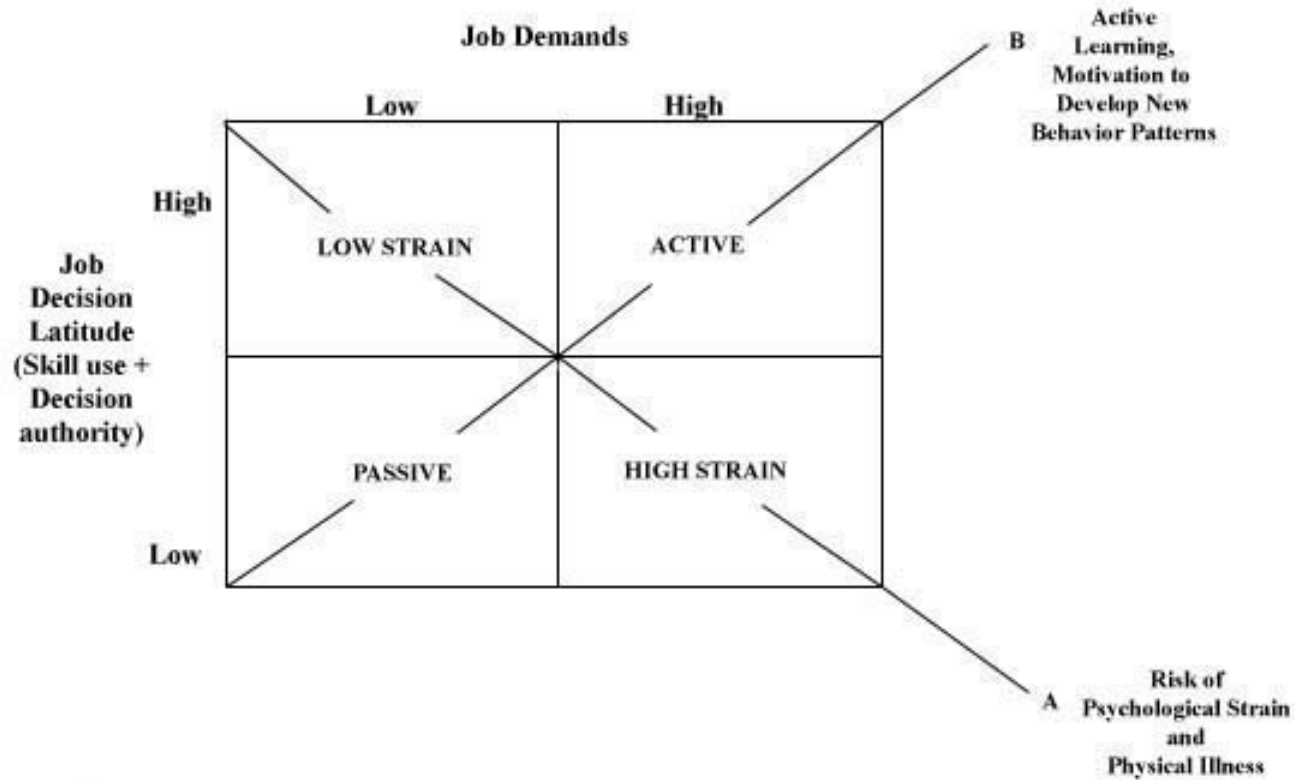 Job Demands
Low
High
B
Active
Learning,
Motivation to
Develop New
Behavior Patterns
High
Job
Decision
Latitude
(Skill use +
Decision
authority)
Low
LOW STRAIN
ACTIVE
PASSIVE
HIGH STRAIN
A
Risk of
Psychological Strain
and
Physical Illness